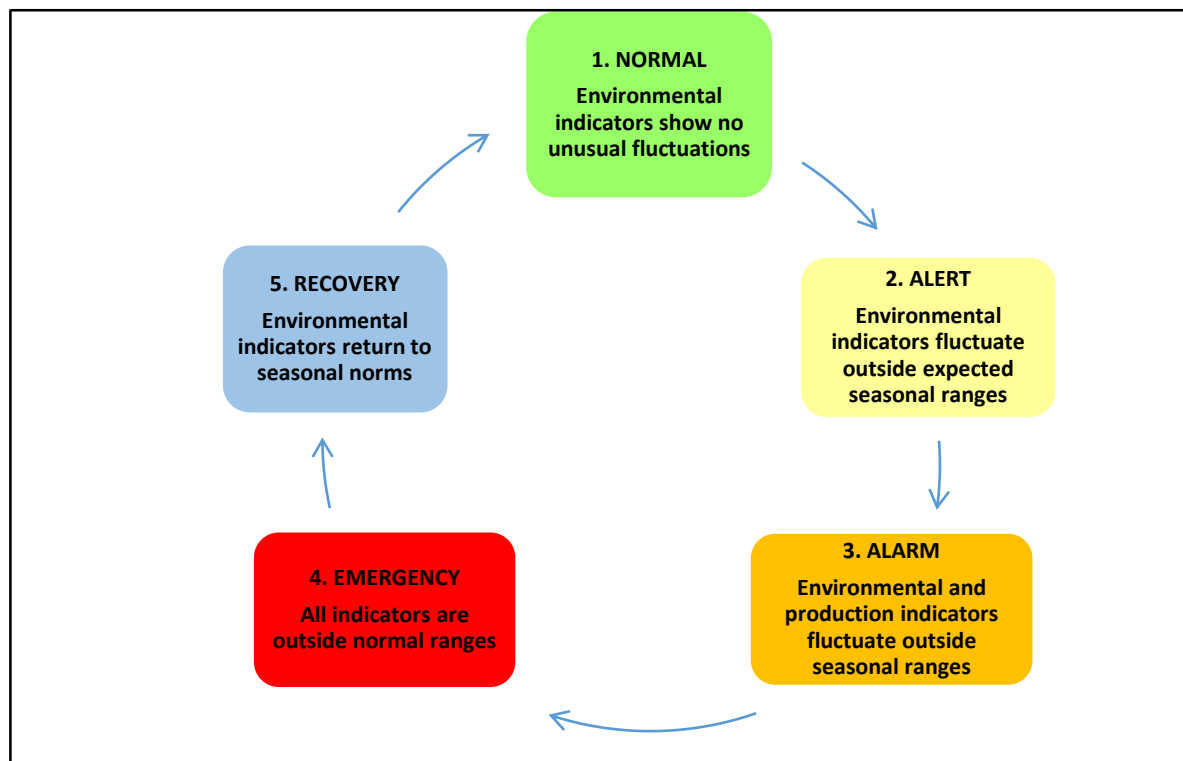 1. NORMAL
Environmental
indicators show no
unusual fluctuations
2. ALERT
Environmental
indicators fluctuate
outside expected
seasonal ranges
3. ALARM
Environmental and
production indicators
fluctuate outside
seasonal ranges
4. EMERGENCY
All indicators are
outside normal ranges
5. RECOVERY
Environmental
indicators return to
seasonal norms